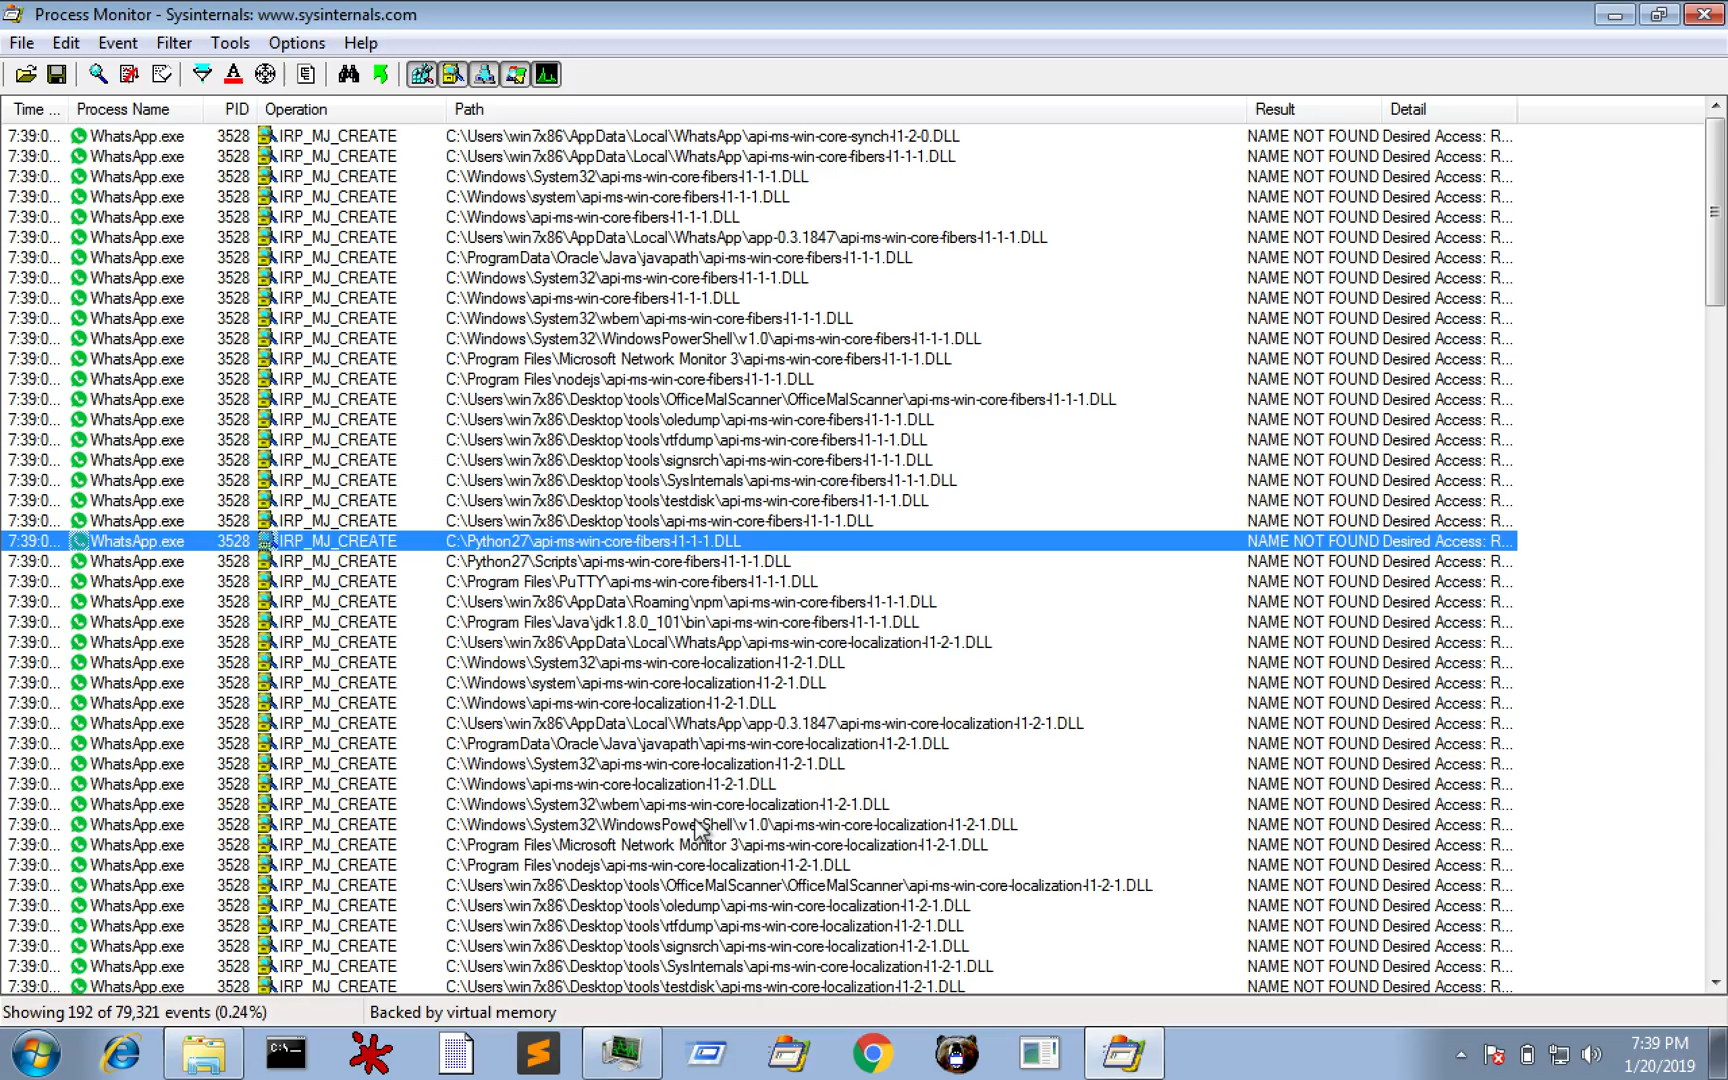 Process Monitor - Sysinternals: www.sysinternals.com
File Edit Event Filter Tools Options Help
Time ... Process Name PID Operation Path Result Detail
7:39:0... WhatsApp.exe 3528 IRP_MJ_CREATE C:\Users\win7x86\AppData\Local\WhatsApp\api-ms-win-core-synch-l1-2-0.DLL NAME NOT FOUND Desired Access: R...
7:39:0... WhatsApp.exe 3528 IRP_MJ_CREATE C:\Users\win7x86\AppData\Local\WhatsApp\api-ms-win-core-fibers-l1-1-1.DLL NAME NOT FOUND Desired Access: R...
7:39:0... WhatsApp.exe 3528 IRP_MJ_CREATE C:\Windows\System32\api-ms-win-core-fibers-l1-1-1.DLL NAME NOT FOUND Desired Access: R...
7:39:0... WhatsApp.exe 3528 IRP_MJ_CREATE C:\Windows\system\api-ms-win-core-fibers-l1-1-1.DLL NAME NOT FOUND Desired Access: R...
7:39:0... WhatsApp.exe 3528 IRP_MJ_CREATE C:\Windows\api-ms-win-core-fibers-l1-1-1.DLL NAME NOT FOUND Desired Access: R...
7:39:0... WhatsApp.exe 3528 IRP_MJ_CREATE C:\Users\win7x86\AppData\Local\WhatsApp\app-0.3.1847\api-ms-win-core-fibers-l1-1-1.DLL NAME NOT FOUND Desired Access: R...
7:39:0... WhatsApp.exe 3528 IRP_MJ_CREATE C:\ProgramData\Oracle\Java\javapath\api-ms-win-core-fibers-l1-1-1.DLL NAME NOT FOUND Desired Access: R...
7:39:0... WhatsApp.exe 3528 IRP_MJ_CREATE C:\Windows\System32\api-ms-win-core-fibers-l1-1-1.DLL NAME NOT FOUND Desired Access: R...
7:39:0... WhatsApp.exe 3528 IRP_MJ_CREATE C:\Windows\api-ms-win-core-fibers-l1-1-1.DLL NAME NOT FOUND Desired Access: R...
7:39:0... WhatsApp.exe 3528 IRP_MJ_CREATE C:\Windows\System32\wbem\api-ms-win-core-fibers-l1-1-1.DLL NAME NOT FOUND Desired Access: R...
7:39:0... WhatsApp.exe 3528 IRP_MJ_CREATE C:\Windows\System32\WindowsPowerShell\v1.0\api-ms-win-core-fibers-l1-1-1.DLL NAME NOT FOUND Desired Access: R...
7:39:0... WhatsApp.exe 3528 IRP_MJ_CREATE C:\Program Files\Microsoft Network Monitor 3\api-ms-win-core-fibers-l1-1-1.DLL NAME NOT FOUND Desired Access: R...
7:39:0... WhatsApp.exe 3528 IRP_MJ_CREATE C:\Program Files\nodejs\api-ms-win-core-fibers-l1-1-1.DLL NAME NOT FOUND Desired Access: R...
7:39:0... WhatsApp.exe 3528 IRP_MJ_CREATE C:\Users\win7x86\Desktop\tools\OfficeMalScanner\OfficeMalScanner\api-ms-win-core-fibers-l1-1-1.DLL NAME NOT FOUND Desired Access: R...
7:39:0... WhatsApp.exe 3528 IRP_MJ_CREATE C:\Users\win7x86\Desktop\tools\oledump\api-ms-win-core-fibers-l1-1-1.DLL NAME NOT FOUND Desired Access: R...
7:39:0... WhatsApp.exe 3528 IRP_MJ_CREATE C:\Users\win7x86\Desktop\tools\rtfdump\api-ms-win-core-fibers-l1-1-1.DLL NAME NOT FOUND Desired Access: R...
7:39:0... WhatsApp.exe 3528 IRP_MJ_CREATE C:\Users\win7x86\Desktop\tools\signsrch\api-ms-win-core-fibers-l1-1-1.DLL NAME NOT FOUND Desired Access: R...
7:39:0... WhatsApp.exe 3528 IRP_MJ_CREATE C:\Users\win7x86\Desktop\tools\SysInternals\api-ms-win-core-fibers-l1-1-1.DLL NAME NOT FOUND Desired Access: R...
7:39:0... WhatsApp.exe 3528 IRP_MJ_CREATE C:\Users\win7x86\Desktop\tools\testdisk\api-ms-win-core-fibers-l1-1-1.DLL NAME NOT FOUND Desired Access: R...
7:39:0... WhatsApp.exe 3528 IRP_MJ_CREATE C:\Users\win7x86\Desktop\tools\api-ms-win-core-fibers-l1-1-1.DLL NAME NOT FOUND Desired Access: R...
7:39:0... WhatsApp.exe 3528 IRP_MJ_CREATE C:\Python27\api-ms-win-core-fibers-l1-1-1.DLL NAME NOT FOUND Desired Access: R...
7:39:0... WhatsApp.exe 3528 IRP_MJ_CREATE C:\Python27\Scripts\api-ms-win-core-fibers-l1-1-1.DLL NAME NOT FOUND Desired Access: R...
7:39:0... WhatsApp.exe 3528 IRP_MJ_CREATE C:\Program Files\PuTTY\api-ms-win-core-fibers-l1-1-1.DLL NAME NOT FOUND Desired Access: R...
7:39:0... WhatsApp.exe 3528 IRP_MJ_CREATE C:\Users\win7x86\AppData\Roaming\npm\api-ms-win-core-fibers-l1-1-1.DLL NAME NOT FOUND Desired Access: R...
7:39:0... WhatsApp.exe 3528 IRP_MJ_CREATE C:\Program Files\Java\jdk1.8.0_101\bin\api-ms-win-core-fibers-l1-1-1.DLL NAME NOT FOUND Desired Access: R...
7:39:0... WhatsApp.exe 3528 IRP_MJ_CREATE C:\Users\win7x86\AppData\Local\WhatsApp\api-ms-win-core-localization-l1-2-1.DLL NAME NOT FOUND Desired Access: R...
7:39:0... WhatsApp.exe 3528 IRP_MJ_CREATE C:\Windows\System32\api-ms-win-core-localization-l1-2-1.DLL NAME NOT FOUND Desired Access: R...
7:39:0... WhatsApp.exe 3528 IRP_MJ_CREATE C:\Windows\system\api-ms-win-core-localization-l1-2-1.DLL NAME NOT FOUND Desired Access: R...
7:39:0... WhatsApp.exe 3528 IRP_MJ_CREATE C:\Windows\api-ms-win-core-localization-l1-2-1.DLL NAME NOT FOUND Desired Access: R...
7:39:0... WhatsApp.exe 3528 IRP_MJ_CREATE C:\Users\win7x86\AppData\Local\WhatsApp\app-0.3.1847\api-ms-win-core-localization-l1-2-1.DLL NAME NOT FOUND Desired Access: R...
7:39:0... WhatsApp.exe 3528 IRP_MJ_CREATE C:\ProgramData\Oracle\Java\javapath\api-ms-win-core-localization-l1-2-1.DLL NAME NOT FOUND Desired Access: R...
7:39:0... WhatsApp.exe 3528 IRP_MJ_CREATE C:\Windows\System32\api-ms-win-core-localization-l1-2-1.DLL NAME NOT FOUND Desired Access: R...
7:39:0... WhatsApp.exe 3528 IRP_MJ_CREATE C:\Windows\api-ms-win-core-localization-l1-2-1.DLL NAME NOT FOUND Desired Access: R...
7:39:0... WhatsApp.exe 3528 IRP_MJ_CREATE C:\Windows\System32\wbem\api-ms-win-core-localization-l1-2-1.DLL NAME NOT FOUND Desired Access: R...
7:39:0... WhatsApp.exe 3528 IRP_MJ_CREATE C:\Windows\System32\WindowsPowerShell\v1.0\api-ms-win-core-localization-l1-2-1.DLL NAME NOT FOUND Desired Access: R...
7:39:0... WhatsApp.exe 3528 IRP_MJ_CREATE C:\Program Files\Microsoft Network Monitor 3\api-ms-win-core-localization-l1-2-1.DLL NAME NOT FOUND Desired Access: R...
7:39:0... WhatsApp.exe 3528 IRP_MJ_CREATE C:\Program Files\nodejs\api-ms-win-core-localization-l1-2-1.DLL NAME NOT FOUND Desired Access: R...
7:39:0... WhatsApp.exe 3528 IRP_MJ_CREATE C:\Users\win7x86\Desktop\tools\OfficeMalScanner\OfficeMalScanner\api-ms-win-core-localization-l1-2-1.DLL NAME NOT FOUND Desired Access: R...
7:39:0... WhatsApp.exe 3528 IRP_MJ_CREATE C:\Users\win7x86\Desktop\tools\oledump\api-ms-win-core-localization-l1-2-1.DLL NAME NOT FOUND Desired Access: R...
7:39:0... WhatsApp.exe 3528 IRP_MJ_CREATE C:\Users\win7x86\Desktop\tools\rtfdump\api-ms-win-core-localization-l1-2-1.DLL NAME NOT FOUND Desired Access: R...
7:39:0... WhatsApp.exe 3528 IRP_MJ_CREATE C:\Users\win7x86\Desktop\tools\signsrch\api-ms-win-core-localization-l1-2-1.DLL NAME NOT FOUND Desired Access: R...
7:39:0... WhatsApp.exe 3528 IRP_MJ_CREATE C:\Users\win7x86\Desktop\tools\SysInternals\api-ms-win-core-localization-l1-2-1.DLL NAME NOT FOUND Desired Access: R...
7:39:0... WhatsApp.exe 3528 IRP_MJ_CREATE C:\Users\win7x86\Desktop\tools\testdisk\api-ms-win-core-localization-l1-2-1.DLL NAME NOT FOUND Desired Access: R...
Showing 192 of 79,321 events (0.24%) Backed by virtual memory
7:39 PM
1/20/2019